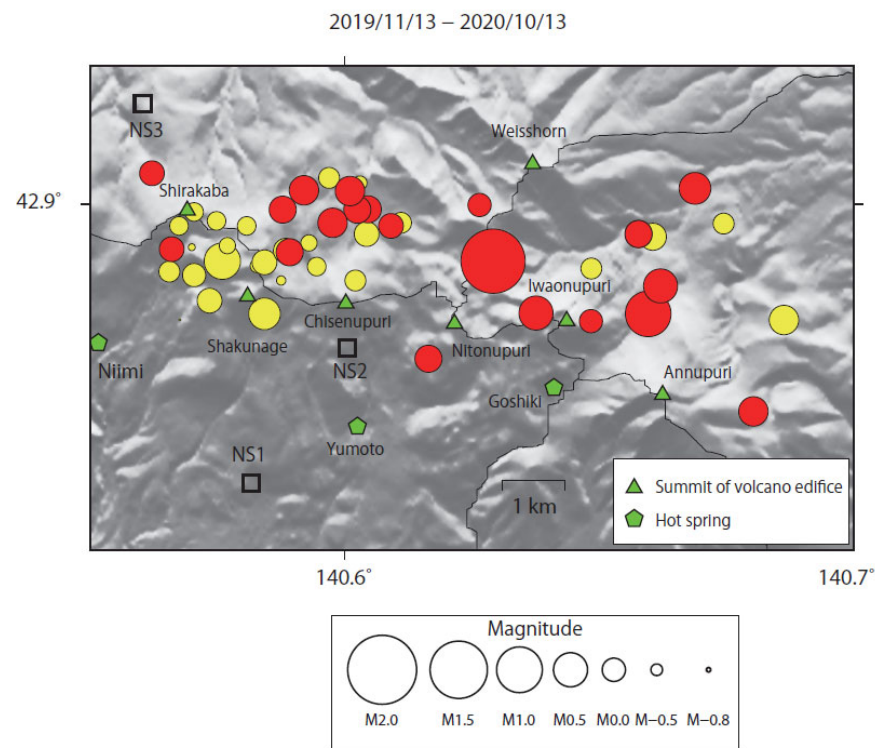 2019/11/13 – 2020/10/13
NS3
Weisshorn
42.9°
Shirakaba
Iwaonupuri
Chisenupuri
Shakunage
Nitonupuri
Niimi
NS2
Annupuri
Goshiki
Yumoto
NS1
1 km
Summit of volcano edifice
Hot spring
140.6°
140.7°
Magnitude
M2.0 M1.5 M1.0 M0.5 M0.0 M−0.5 M−0.8